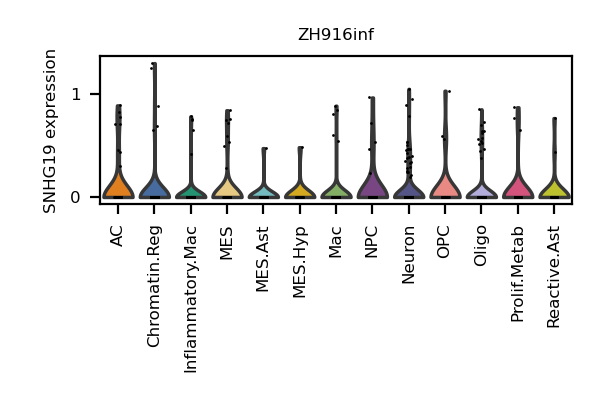 ZH916inf
SNHG19 expression
1
0
AC
Chromatin.Reg
Inflammatory.Mac
MES
MES.Ast
MES.Hyp
Mac
NPC
Neuron
OPC
Oligo
Prolif.Metab
Reactive.Ast